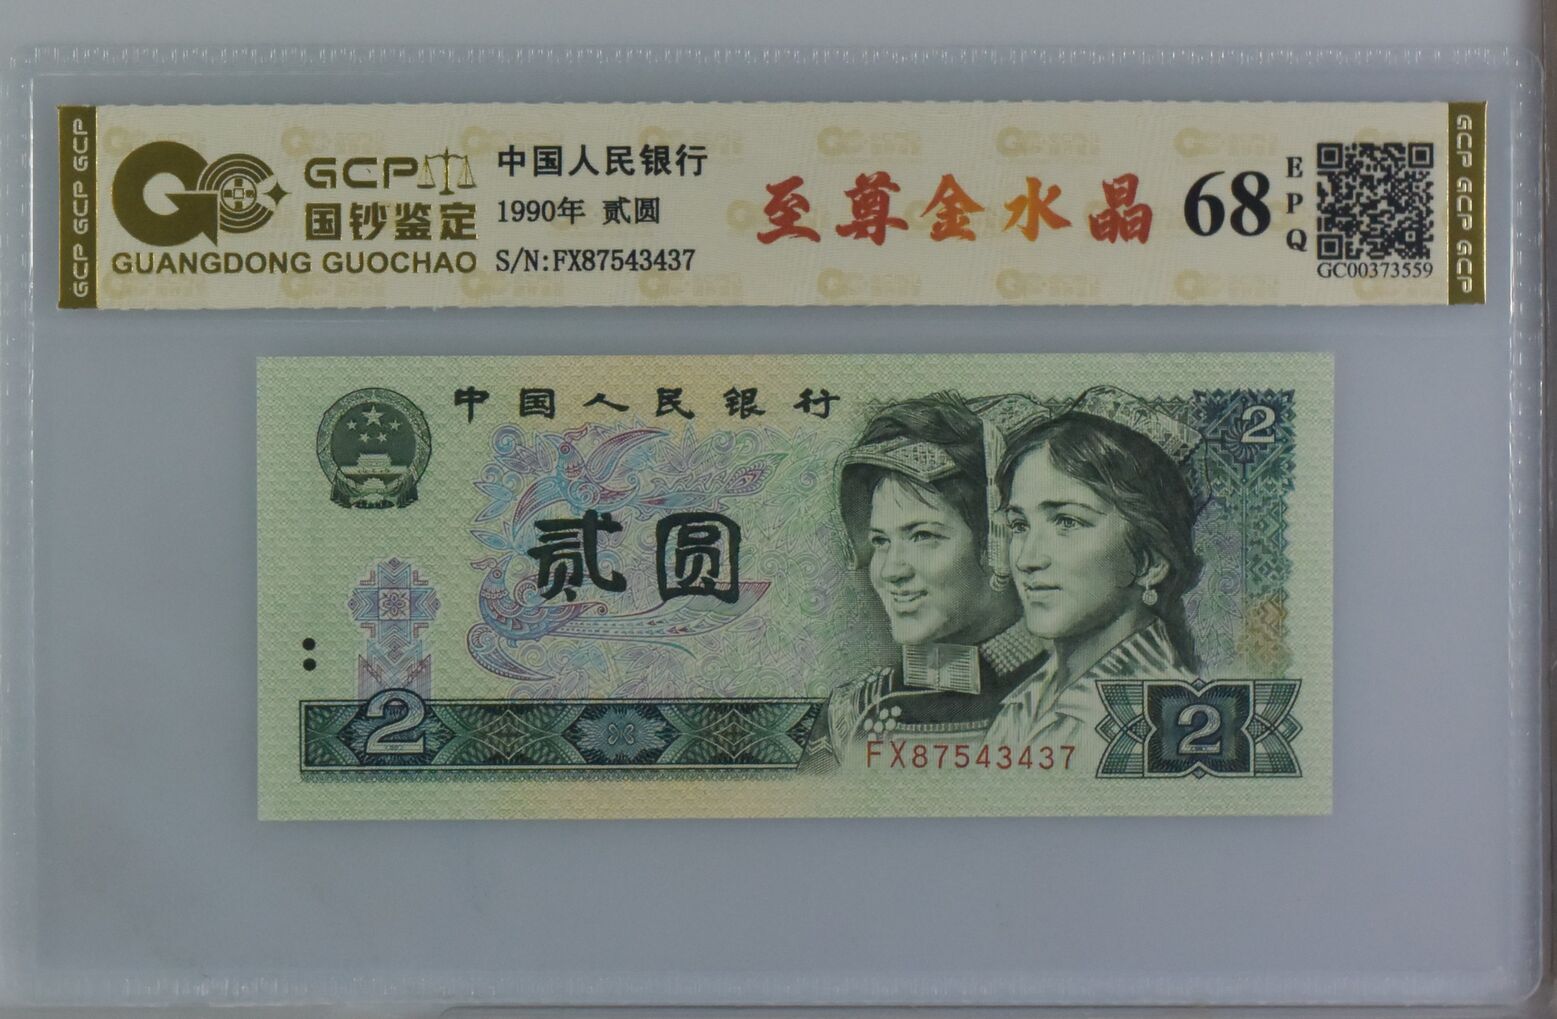 GCP GCP GCP
GCP
国钞鉴定
GUANGDONG GUOCHAO
中国人民银行
1990年 贰圆
S/N:FX87543437
至尊金水晶
68
EPQ
GC00373559
GCP GCP GCP
中国人民银行
2
贰圆
2
FX87543437
2